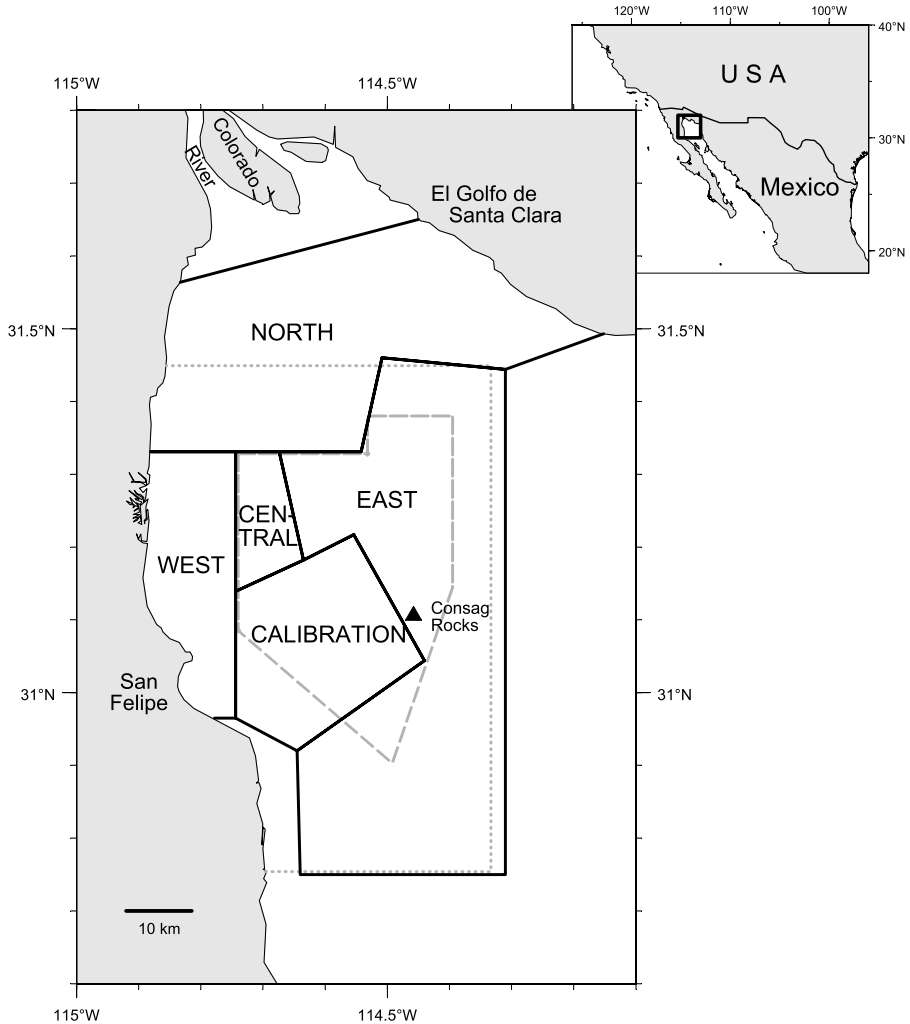 120°W 110°W 100°W
40°N
U S A
115°W 114.5°W
30°N
Mexico
20°N
Colorado
River
El Golfo de
Santa Clara
31.5°N
31.5°N
NORTH
EAST
CEN-
TRAL
WEST
Consag
Rocks
CALIBRATION
San
Felipe
31°N
31°N
10 km
115°W 114.5°W